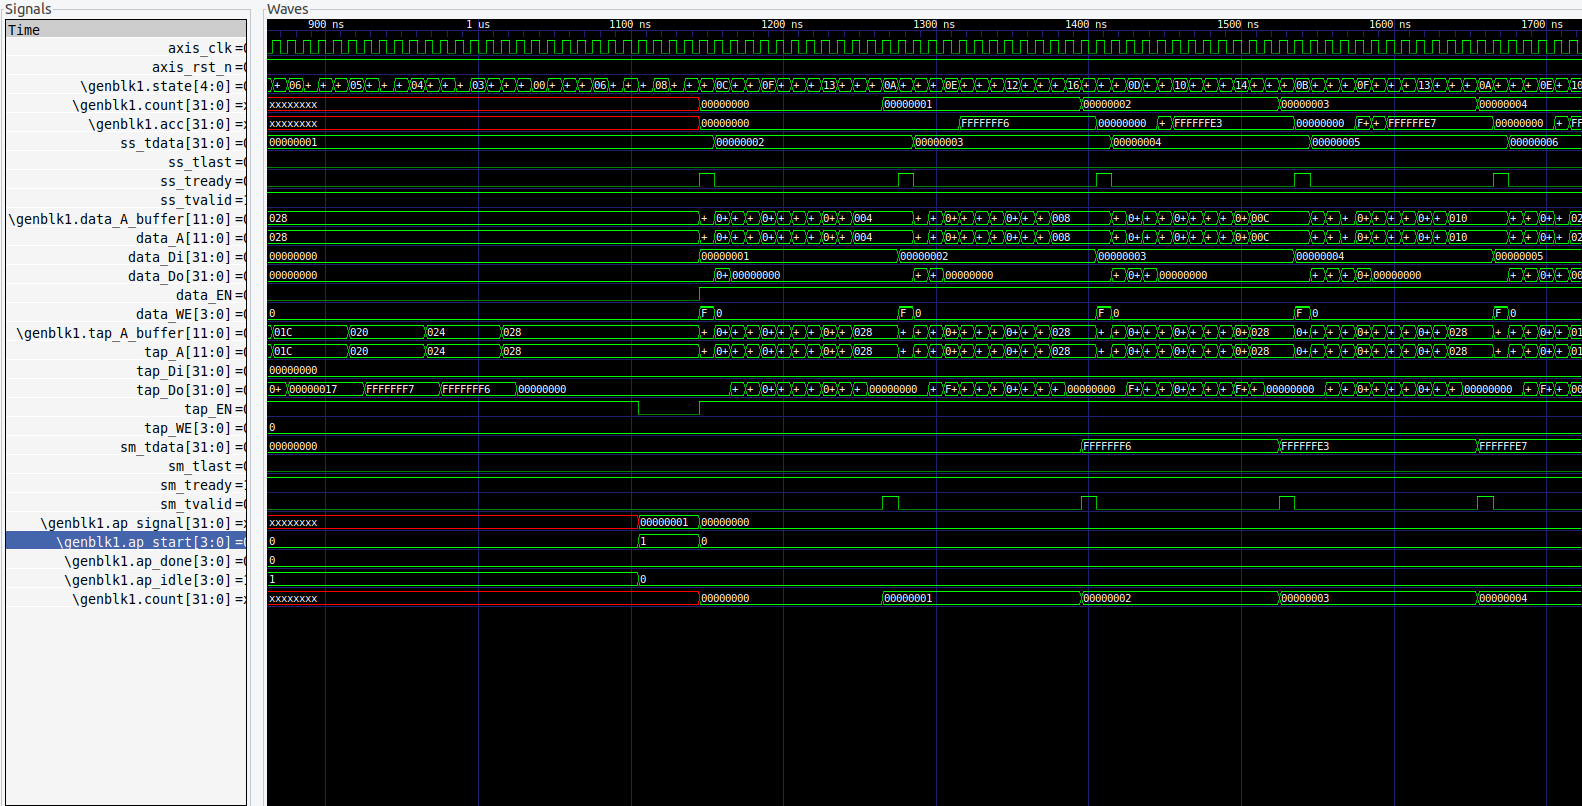 Signals Waves
Time 900 ns 1 us 1100 ns 1200 ns 1300 ns 1400 ns 1500 ns 1600 ns 1700 ns
axis_clk=
axis_rst_n=
\genblk1.state[4:0]= + 06 + + 05 + + 04 + + 03 + + 00 + + 06 + + 08 + + 0C + + 0F + + + 13 + + + 0A + + + 0E + + + 12 + + + 16 + + + 0D + + 10 + + + 14 + + + 0B + + + 0F + + + 13 + + + 0A + + + 0E + 10
\genblk1.count[31:0]= xxxxxxxx 00000000 00000001 00000002 00000003 00000004
\genblk1.acc[31:0]= xxxxxxxx 00000000 FFFFFFF6 00000000 + FFFFFFE3 00000000 F+ + FFFFFFE7 00000000 + FF
ss_tdata[31:0]= 00000001 00000002 00000003 00000004 00000005 00000006
ss_tlast=
ss_tready=
ss_tvalid=
\genblk1.data_A_buffer[11:0]= 028 + 0+ + + 0+ + + + 0+ + 004 + + 0+ + + + 0+ + + 008 + 0+ + + 0+ + + + 0+ 00C + + + 0+ + + + 0+ + 010 + + 0+ + 02
data_A[11:0]= 028 + 0+ + + 0+ + + + 0+ + 004 + + 0+ + + + 0+ + + 008 + 0+ + + 0+ + + + 0+ 00C + + + 0+ + + + 0+ + 010 + + 0+ + 02
data_Di[31:0]= 00000000 00000001 00000002 00000003 00000004 00000005
data_Do[31:0]= 00000000 0+ 00000000 + + 00000000 + 0+ + 00000000 + + + 0+ 00000000 + + 0+ + 00
data_EN=
data_WE[3:0]= 0 F 0 F 0 F 0 F 0 F 0
\genblk1.tap_A_buffer[11:0]= 01C 020 024 028 + 0+ + + 0+ + + + 0+ + 028 + + 0+ + + + 0+ + + 028 + + 0+ + + 0+ + + + 0+ 028 0+ + + + 0+ + + + 0+ + 028 + + 0+ + 01
tap_A[11:0]= 01C 020 024 028 + 0+ + + 0+ + + + 0+ + 028 + + 0+ + + + 0+ + + 028 + + 0+ + + 0+ + + + 0+ 028 0+ + + + 0+ + + + 0+ + 028 + + 0+ + 01
tap_Di[31:0]= 00000000
tap_Do[31:0]= 0+ 00000017 FFFFFFF7 FFFFFFF6 00000000 + + 0+ + + + 0+ + + 00000000 + F+ + + + 0+ + + + 00000000 F+ + + 0+ + + + F+ + 00000000 + + 0+ + + + 0+ + + 00000000 + F+ + 00
tap_EN=
tap_WE[3:0]= 0
sm_tdata[31:0]= 00000000 FFFFFFF6 FFFFFFE3 FFFFFFE7
sm_tlast=
sm_tready=
sm_tvalid=
\genblk1.ap_signal[31:0]= xxxxxxxx 00000001 00000000
\genblk1.ap_start[3:0]= 0 1 0
\genblk1.ap_done[3:0]= 0
\genblk1.ap_idle[3:0]= 1 0
\genblk1.count[31:0]= xxxxxxxx 00000000 00000001 00000002 00000003 00000004